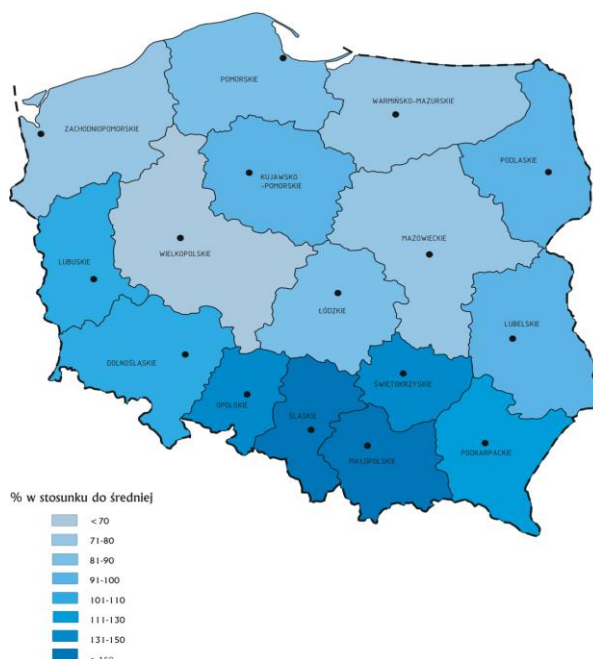 POMORSKIE
WARMIŃSKO-MAZURSKIE
ZACHODNIOPOMORSKIE
PODLASKIE
KUJAWSKO
-POMORSKIE
MAZOWIECKIE
WIELKOPOLSKIE
LUBUSKIE
ŁÓDZKIE
LUBELSKIE
DOLNOŚLĄSKIE
ŚWIĘTOKRZYSKIE
OPOLSKIE
ŚLĄSKIE
MAŁOPOLSKIE
PODKARPACKIE
% w stosunku do średniej
<70
71-80
81-90
91-100
101-110
111-130
131-150